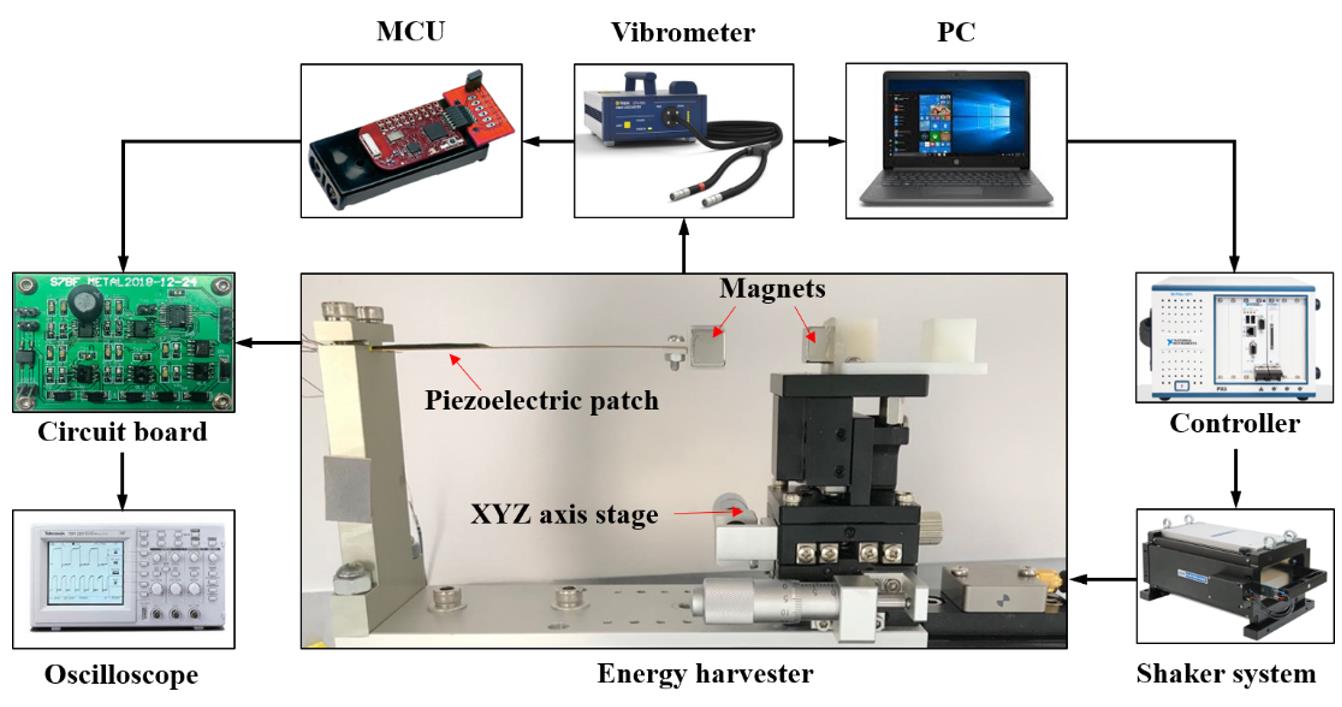 MCU
Vibrometer
PC
S7BF METAL2018-12-24
Magnets
Piezoelectric patch
Circuit board
Controller
XYZ axis stage
Tektronix
Oscilloscope
Energy harvester
Shaker system